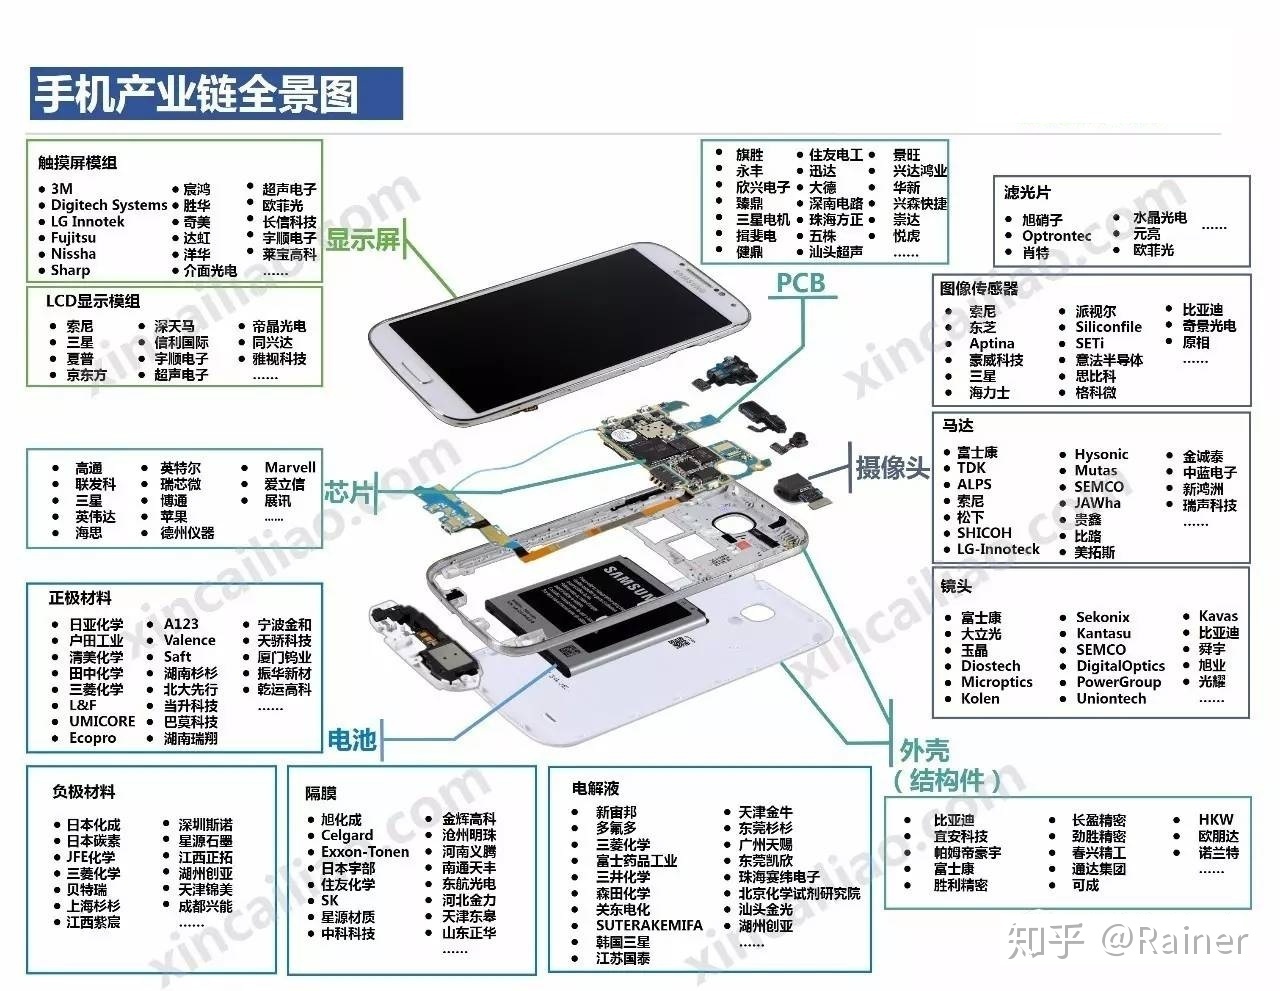 手机产业链全景图
触摸屏模组
• 3M • 宸鸿 • 超声电子
• Digitech Systems • 胜华 • 欧菲光
• LG Innotek • 奇美 • 长信科技
• Fujitsu • 达虹 • 宇顺电子
• Nissha • 洋华 • 莱宝高科
• Sharp • 介面光电 ......
显示屏
LCD显示模组
• 索尼 • 深天马 • 帝晶光电
• 三星 • 信利国际 • 同兴达
• 夏普 • 宇顺电子 • 雅视科技
• 京东方 • 超声电子 ......
• 旗胜 • 住友电工 • 景旺
• 永丰 • 迅达 • 兴达鸿业
• 欣兴电子 • 大德 • 华新
• 臻鼎 • 深南电路 • 兴森快捷
• 三星电机 • 珠海方正 • 崇达
• 揖斐电 • 五株 • 悦虎
• 健鼎 • 汕头超声 ......
PCB
滤光片
• 旭硝子 • 水晶光电
• Optrontec • 元亮 ......
• 肖特 • 欧菲光
图像传感器
• 索尼 • 派视尔 • 比亚迪
• 东芝 • Siliconfile • 奇景光电
• Aptina • SETi • 原相
• 豪威科技 • 意法半导体 ......
• 三星 • 思比科
• 海力士 • 格科微
马达
• 富士康 • Hysonic • 金诚泰
• TDK • Mutas • 中蓝电子
• ALPS • SEMCO • 新鸿洲
• 索尼 • JAWha • 瑞声科技
• 松下 • 贵鑫 ......
• SHICOH • 比路
• LG-Innoteck • 美拓斯
摄像头
镜头
• 富士康 • Sekonix • Kavas
• 大立光 • Kantasu • 比亚迪
• 玉晶 • SEMCO • 舜宇
• Diostech • DigitalOptics • 旭业
• Microptics • PowerGroup • 光耀
• Kolen • Uniontech ......
• 高通 • 英特尔 • Marvell
• 联发科 • 瑞芯微 • 爱立信
• 三星 • 博通 • 展讯
• 英伟达 • 苹果 ......
• 海思 • 德州仪器
芯片
正极材料
• 日亚化学 • A123 • 宁波金和
• 户田工业 • Valence • 天骄科技
• 清美化学 • Saft • 厦门钨业
• 田中化学 • 湖南杉杉 • 振华新材
• 三菱化学 • 北大先行 • 乾运高科
• L&F • 当升科技 ......
• UMICORE • 巴莫科技
• Ecopro • 湖南瑞翔
电池
SAMSUNG
SAMSUNG
外壳
（结构件）
负极材料
• 日本化成 • 深圳斯诺
• 日本碳素 • 星源石墨
• JFE化学 • 江西正拓
• 三菱化学 • 湖州创亚
• 贝特瑞 • 天津锦美
• 上海杉杉 • 成都兴能
• 江西紫宸 ......
隔膜
• 旭化成 • 金辉高科
• Celgard • 沧州明珠
• Exxon-Tonen • 河南义腾
• 日本宇部 • 南通天丰
• 住友化学 • 东航光电
• SK • 河北金力
• 星源材质 • 天津东皋
• 中科科技 • 山东正华
......
电解液
• 新宙邦 • 天津金牛
• 多氟多 • 东莞杉杉
• 三菱化学 • 广州天赐
• 富士药品工业 • 东莞凯欣
• 三井化学 • 珠海赛纬电子
• 森田化学 • 北京化学试剂研究院
• 关东电化 • 汕头金光
• SUTERAKEMIFA • 湖州创亚
• 韩国三星 ......
• 江苏国泰
• 比亚迪 • 长盈精密 • HKW
• 宜安科技 • 劲胜精密 • 欧朋达
• 帕姆帝豪宇 • 春兴精工 • 诺兰特
• 富士康 • 通达集团 ......
• 胜利精密 • 可成
xincailiao.com
xincailiao.com
xincailiao.com
xincailiao.com
xincailiao.com
xincailiao.com
知乎 @Rainer